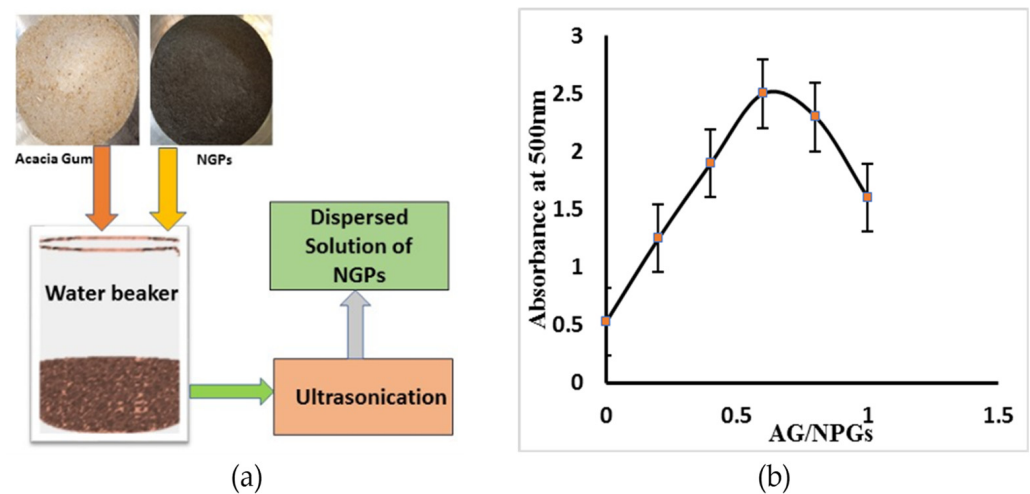 Acacia Gum
NGPs
Water beaker
Dispersed
Solution of
NGPs
Ultrasonication
(a)
Absorbance at 500nm
3
2.5
2
1.5
1
0.5
0
0 0.5 1 1.5
AG/NPGs
(b)